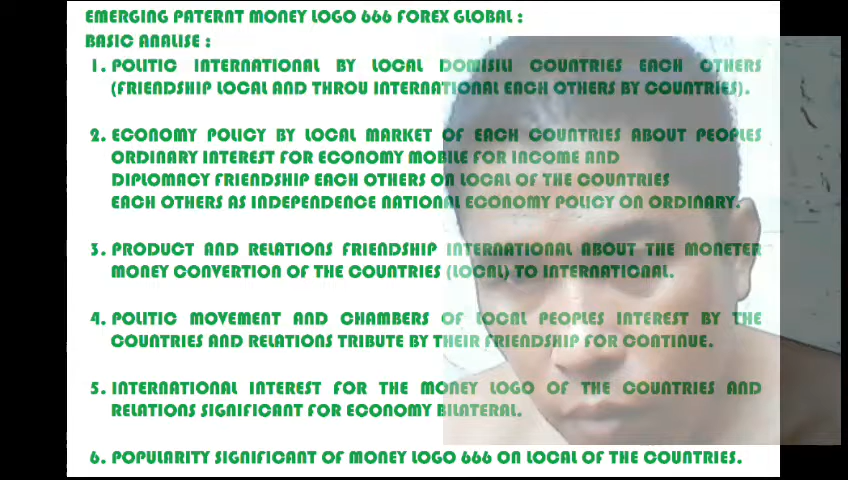 EMERGING PATERNT MONEY LOGO 666 FOREX GLOBAL :
BASIC ANALISE :
1. POLITIC INTERNATIONAL BY LOCAL DOMISILI COUNTRIES EACH OTHERS
(FRIENDSHIP LOCAL AND THROU INTERNATIONAL EACH OTHERS BY COUNTRIES).
2. ECONOMY POLICY BY LOCAL MARKET OF EACH COUNTRIES ABOUT PEOPLES
ORDINARY INTEREST FOR ECONOMY MOBILE FOR INCOME AND
DIPLOMACY FRIENDSHIP EACH OTHERS ON LOCAL OF THE COUNTRIES
EACH OTHERS AS INDEPENDENCE NATIONAL ECONOMY POLICY ON ORDINARY.
3. PRODUCT AND RELATIONS FRIENDSHIP INTERNATIONAL ABOUT THE MONETER
MONEY CONVERTION OF THE COUNTRIES (LOCAL) TO INTERNATIONAL.
4. POLITIC MOVEMENT AND CHAMBERS OF LOCAL PEOPLES INTEREST BY THE
COUNTRIES AND RELATIONS TRIBUTE BY THEIR FRIENDSHIP FOR CONTINUE.
5. INTERNATIONAL INTEREST FOR THE MONEY LOGO OF THE COUNTRIES AND
RELATIONS SIGNIFICANT FOR ECONOMY BILATERAL.
6. POPULARITY SIGNIFICANT OF MONEY LOGO 666 ON LOCAL OF THE COUNTRIES.